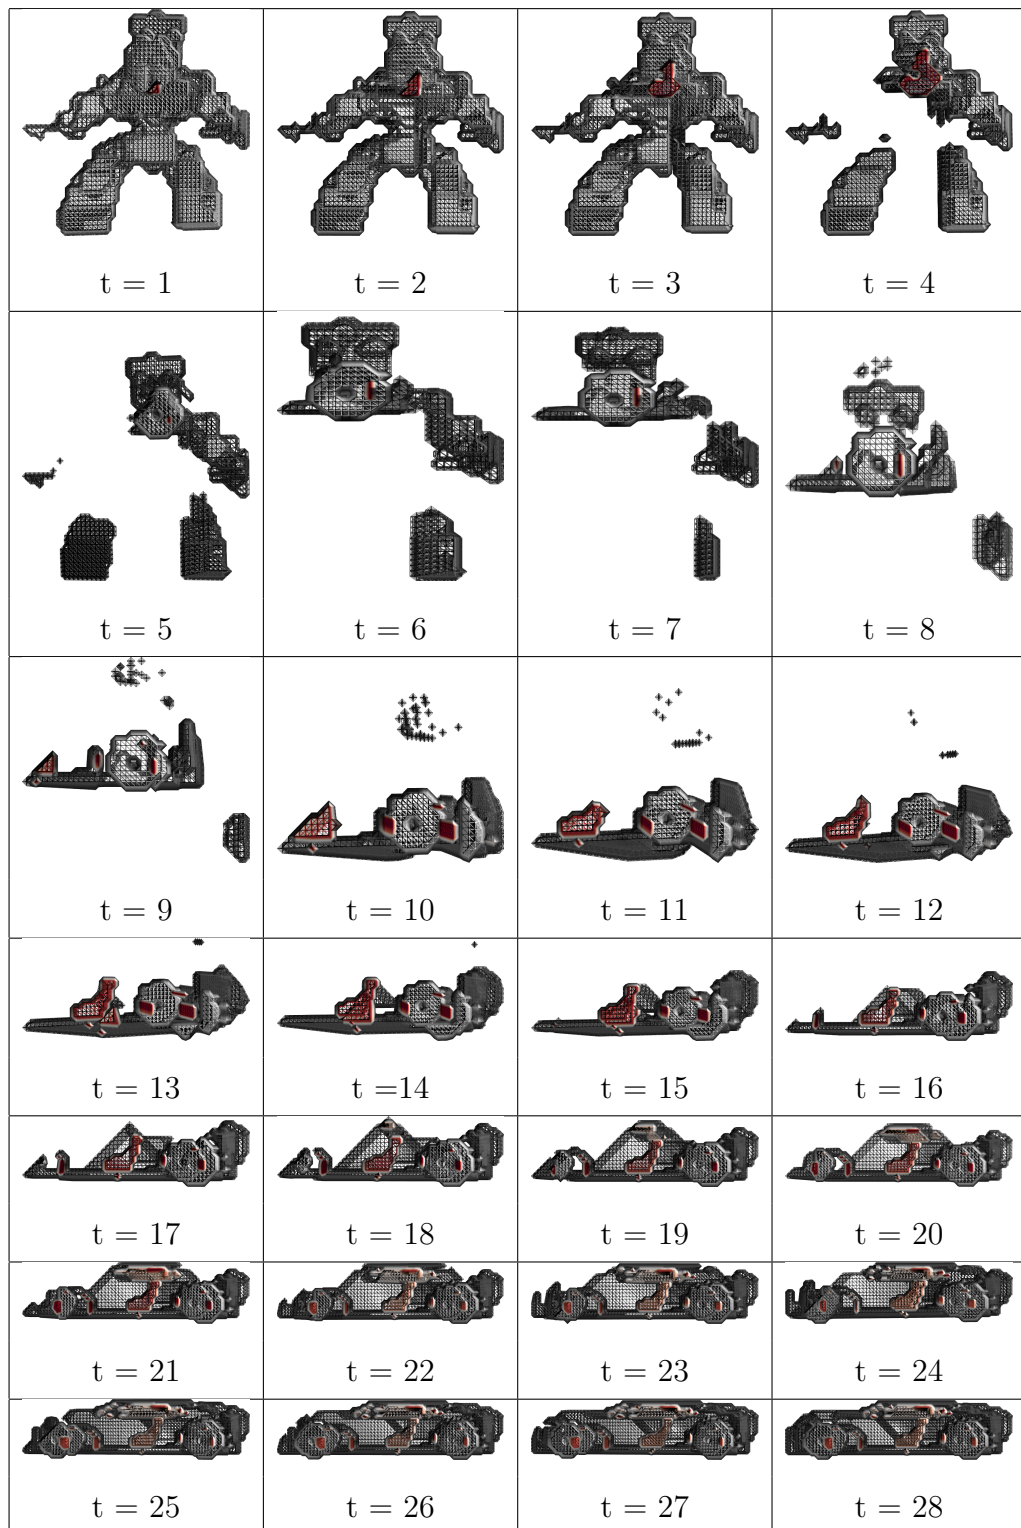 t = 1 t = 2 t = 3 t = 4
t = 5 t = 6 t = 7 t = 8
t = 9 t = 10 t = 11 t = 12
t = 13 t =14 t = 15 t = 16
t = 17 t = 18 t = 19 t = 20
t = 21 t = 22 t = 23 t = 24
t = 25 t = 26 t = 27 t = 28